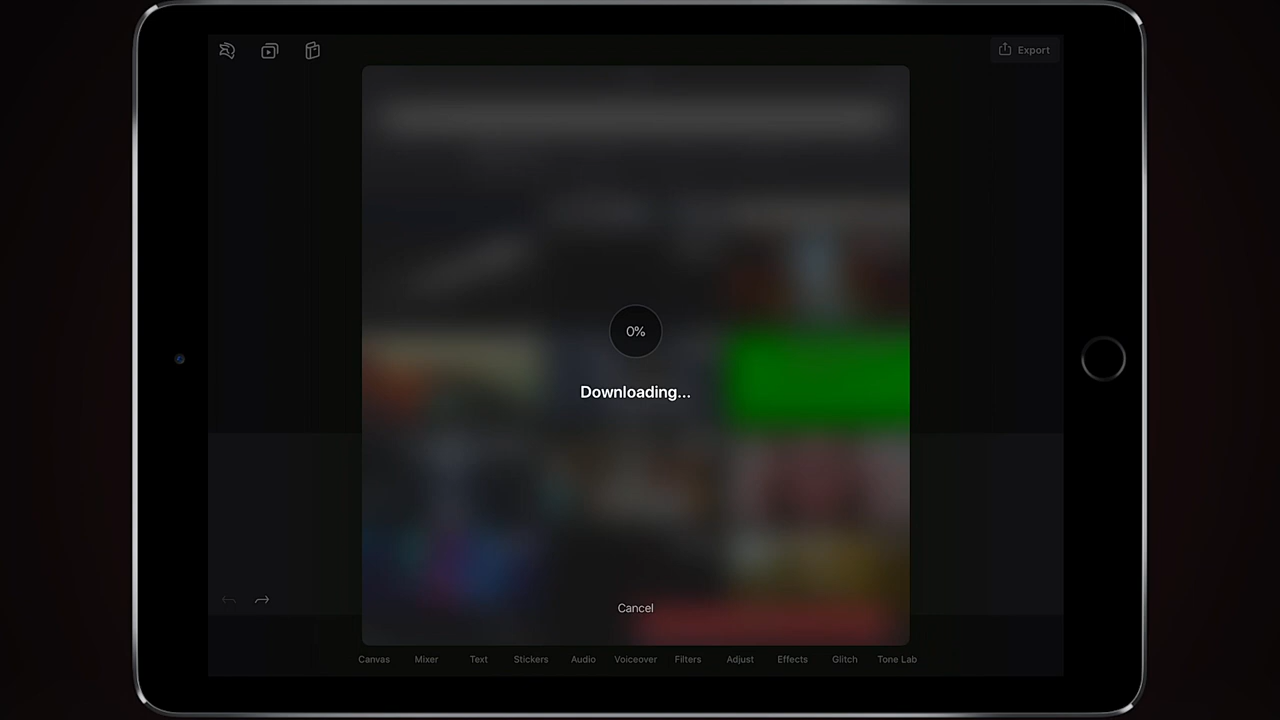 Export
0%
Downloading...
Cancel
Canvas Mixer Text Stickers Audio Voiceover Filters Adjust Effects Glitch Tone Lab